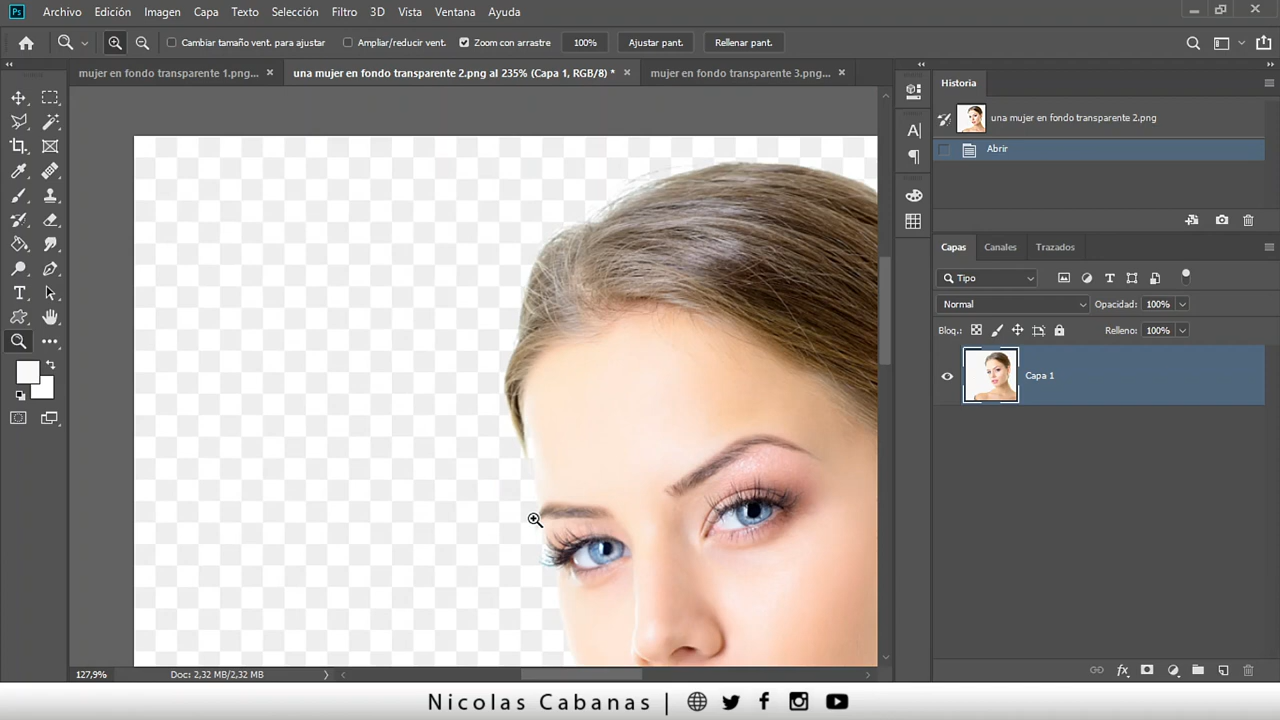 Ps Archivo Edición Imagen Capa Texto Selección Filtro 3D Vista Ventana Ayuda
Cambiar tamaño vent. para ajustar Ampliar/reducir vent. Zoom con arrastre 100% Ajustar pant. Rellenar pant.
mujer en fondo transparente 1.png... × una mujer en fondo transparente 2.png al 235% (Capa 1, RGB/8) * × mujer en fondo transparente 3.png... ×
Historia
una mujer en fondo transparente 2.png
Abrir
Capas Canales Trazados
Tipo
Normal Opacidad: 100%
Bloq.: Relleno: 100%
Capa 1
127,9% Doc: 2,32 MB/2,32 MB
Nicolas Cabanas |